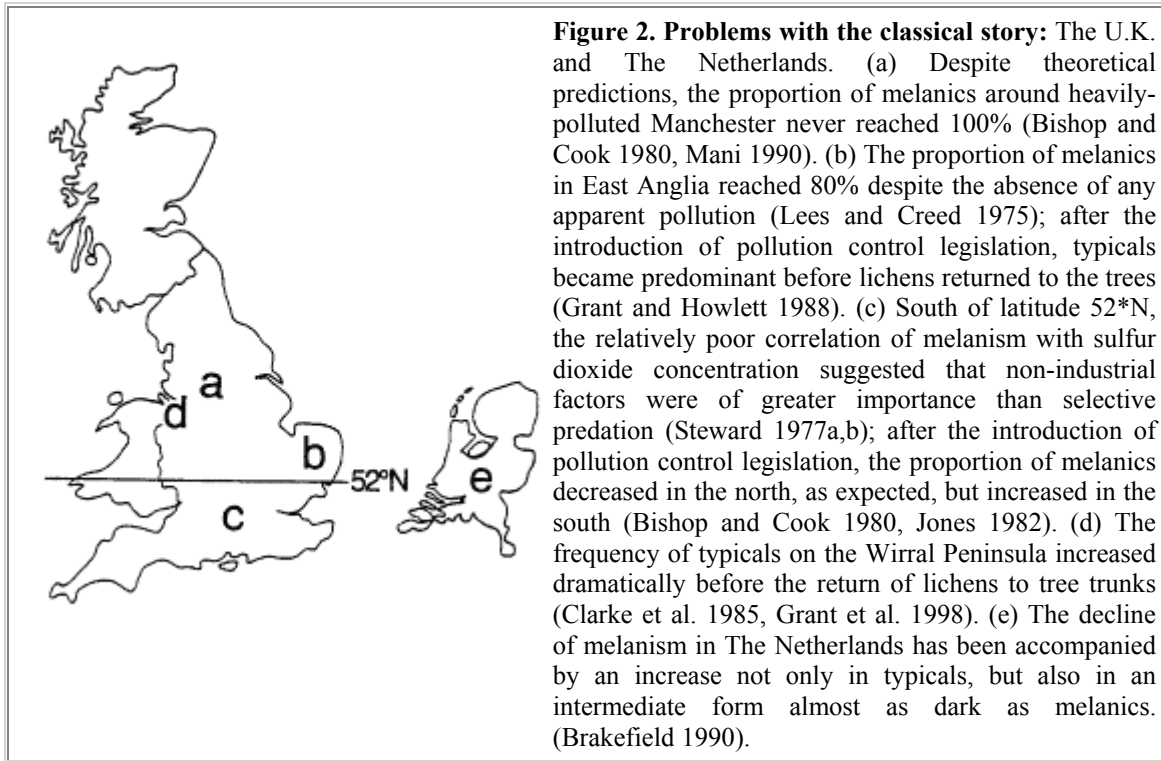 Figure 2. Problems with the classical story: The U.K.
and The Netherlands. (a) Despite theoretical
predictions, the proportion of melanics around heavily-
polluted Manchester never reached 100% (Bishop and
Cook 1980, Mani 1990). (b) The proportion of melanics
in East Anglia reached 80% despite the absence of any
apparent pollution (Lees and Creed 1975); after the
introduction of pollution control legislation, typicals
became predominant before lichens returned to the trees
(Grant and Howlett 1988). (c) South of latitude 52*N,
the relatively poor correlation of melanism with sulfur
dioxide concentration suggested that non-industrial
factors were of greater importance than selective
predation (Steward 1977a,b); after the introduction of
pollution control legislation, the proportion of melanics
decreased in the north, as expected, but increased in the
south (Bishop and Cook 1980, Jones 1982). (d) The
frequency of typicals on the Wirral Peninsula increased
dramatically before the return of lichens to tree trunks
(Clarke et al. 1985, Grant et al. 1998). (e) The decline
of melanism in The Netherlands has been accompanied
by an increase not only in typicals, but also in an
intermediate form almost as dark as melanics.
(Brakefield 1990).
a
d
b
e
52ºN
c